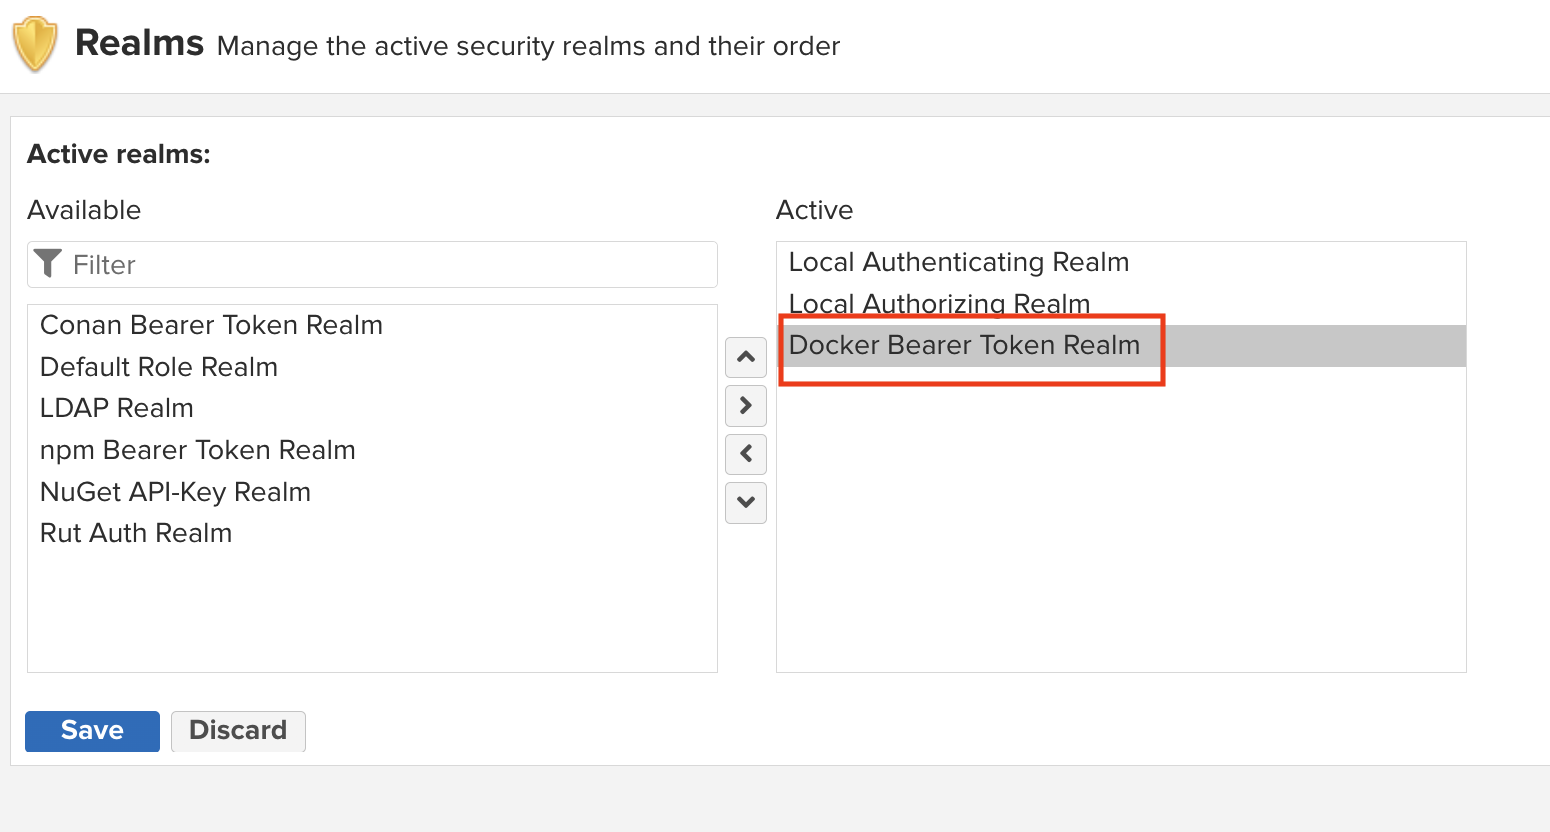 Realms Manage the active security realms and their order
Active realms:
Available
Filter
Conan Bearer Token Realm
Default Role Realm
LDAP Realm
npm Bearer Token Realm
NuGet API-Key Realm
Rut Auth Realm
Active
Local Authenticating Realm
Local Authorizing Realm
Docker Bearer Token Realm
Save
Discard